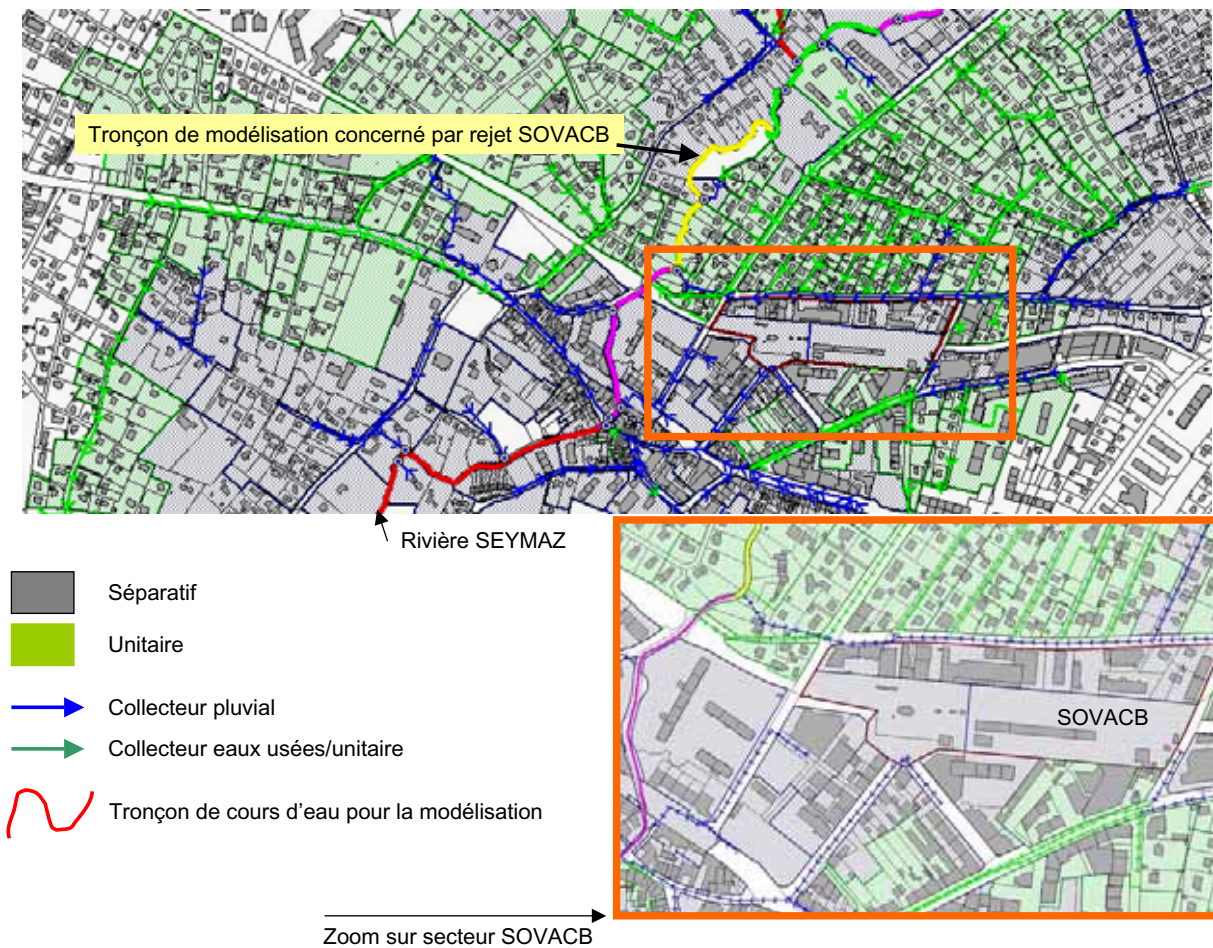 Tronçon de modélisation concerné par rejet SOVACB
Rivière SEYMAZ
Séparatif
Unitaire
Collecteur pluvial
Collecteur eaux usées/unitaire
Tronçon de cours d'eau pour la modélisation
SOVACB
Zoom sur secteur SOVACB